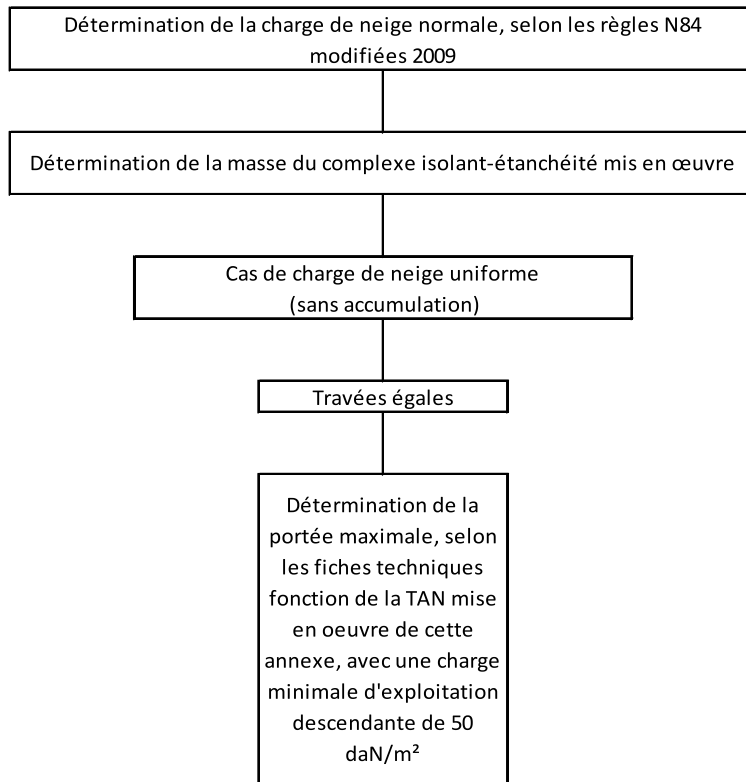 Détermination de la charge de neige normale, selon les règles N84
modifiées 2009
Détermination de la masse du complexe isolant-étanchéité mis en œuvre
Cas de charge de neige uniforme
(sans accumulation)
Travées égales
Détermination de la
portée maximale, selon
les fiches techniques
fonction de la TAN mise
en oeuvre de cette
annexe, avec une charge
minimale d'exploitation
descendante de 50
daN/m²